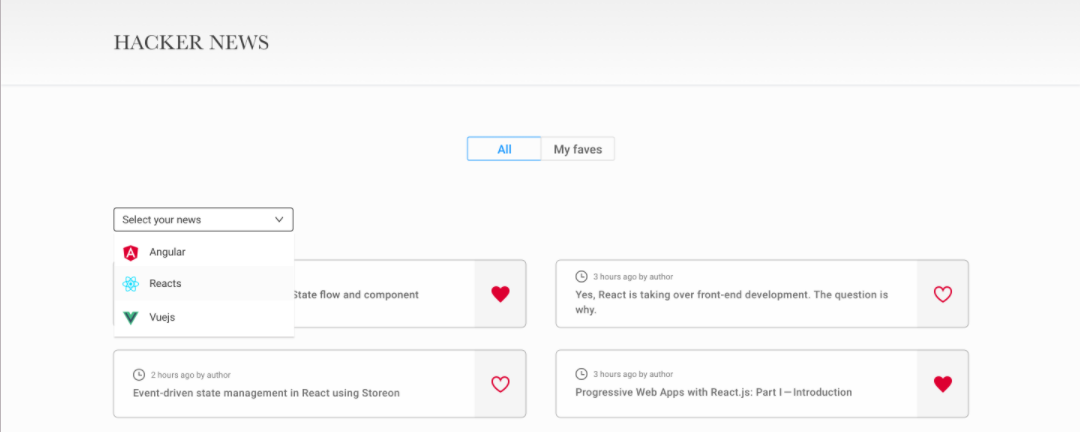 HACKER NEWS
All
My faves
Select your news
Angular
Reacts
Vuejs
State flow and component
3 hours ago by author
Yes, React is taking over front-end development. The question is
why.
2 hours ago by author
Event-driven state management in React using Storeon
3 hours ago by author
Progressive Web Apps with React.js: Part I — Introduction